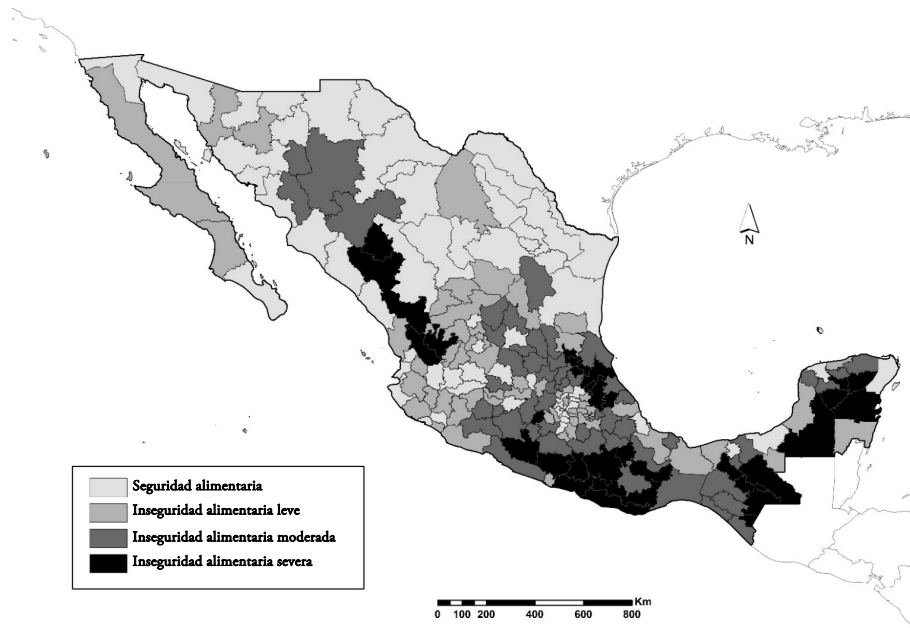 N
Seguridad alimentaria
Inseguridad alimentaria leve
Inseguridad alimentaria moderada
Inseguridad alimentaria severa
Km
0 100 200 400 600 800